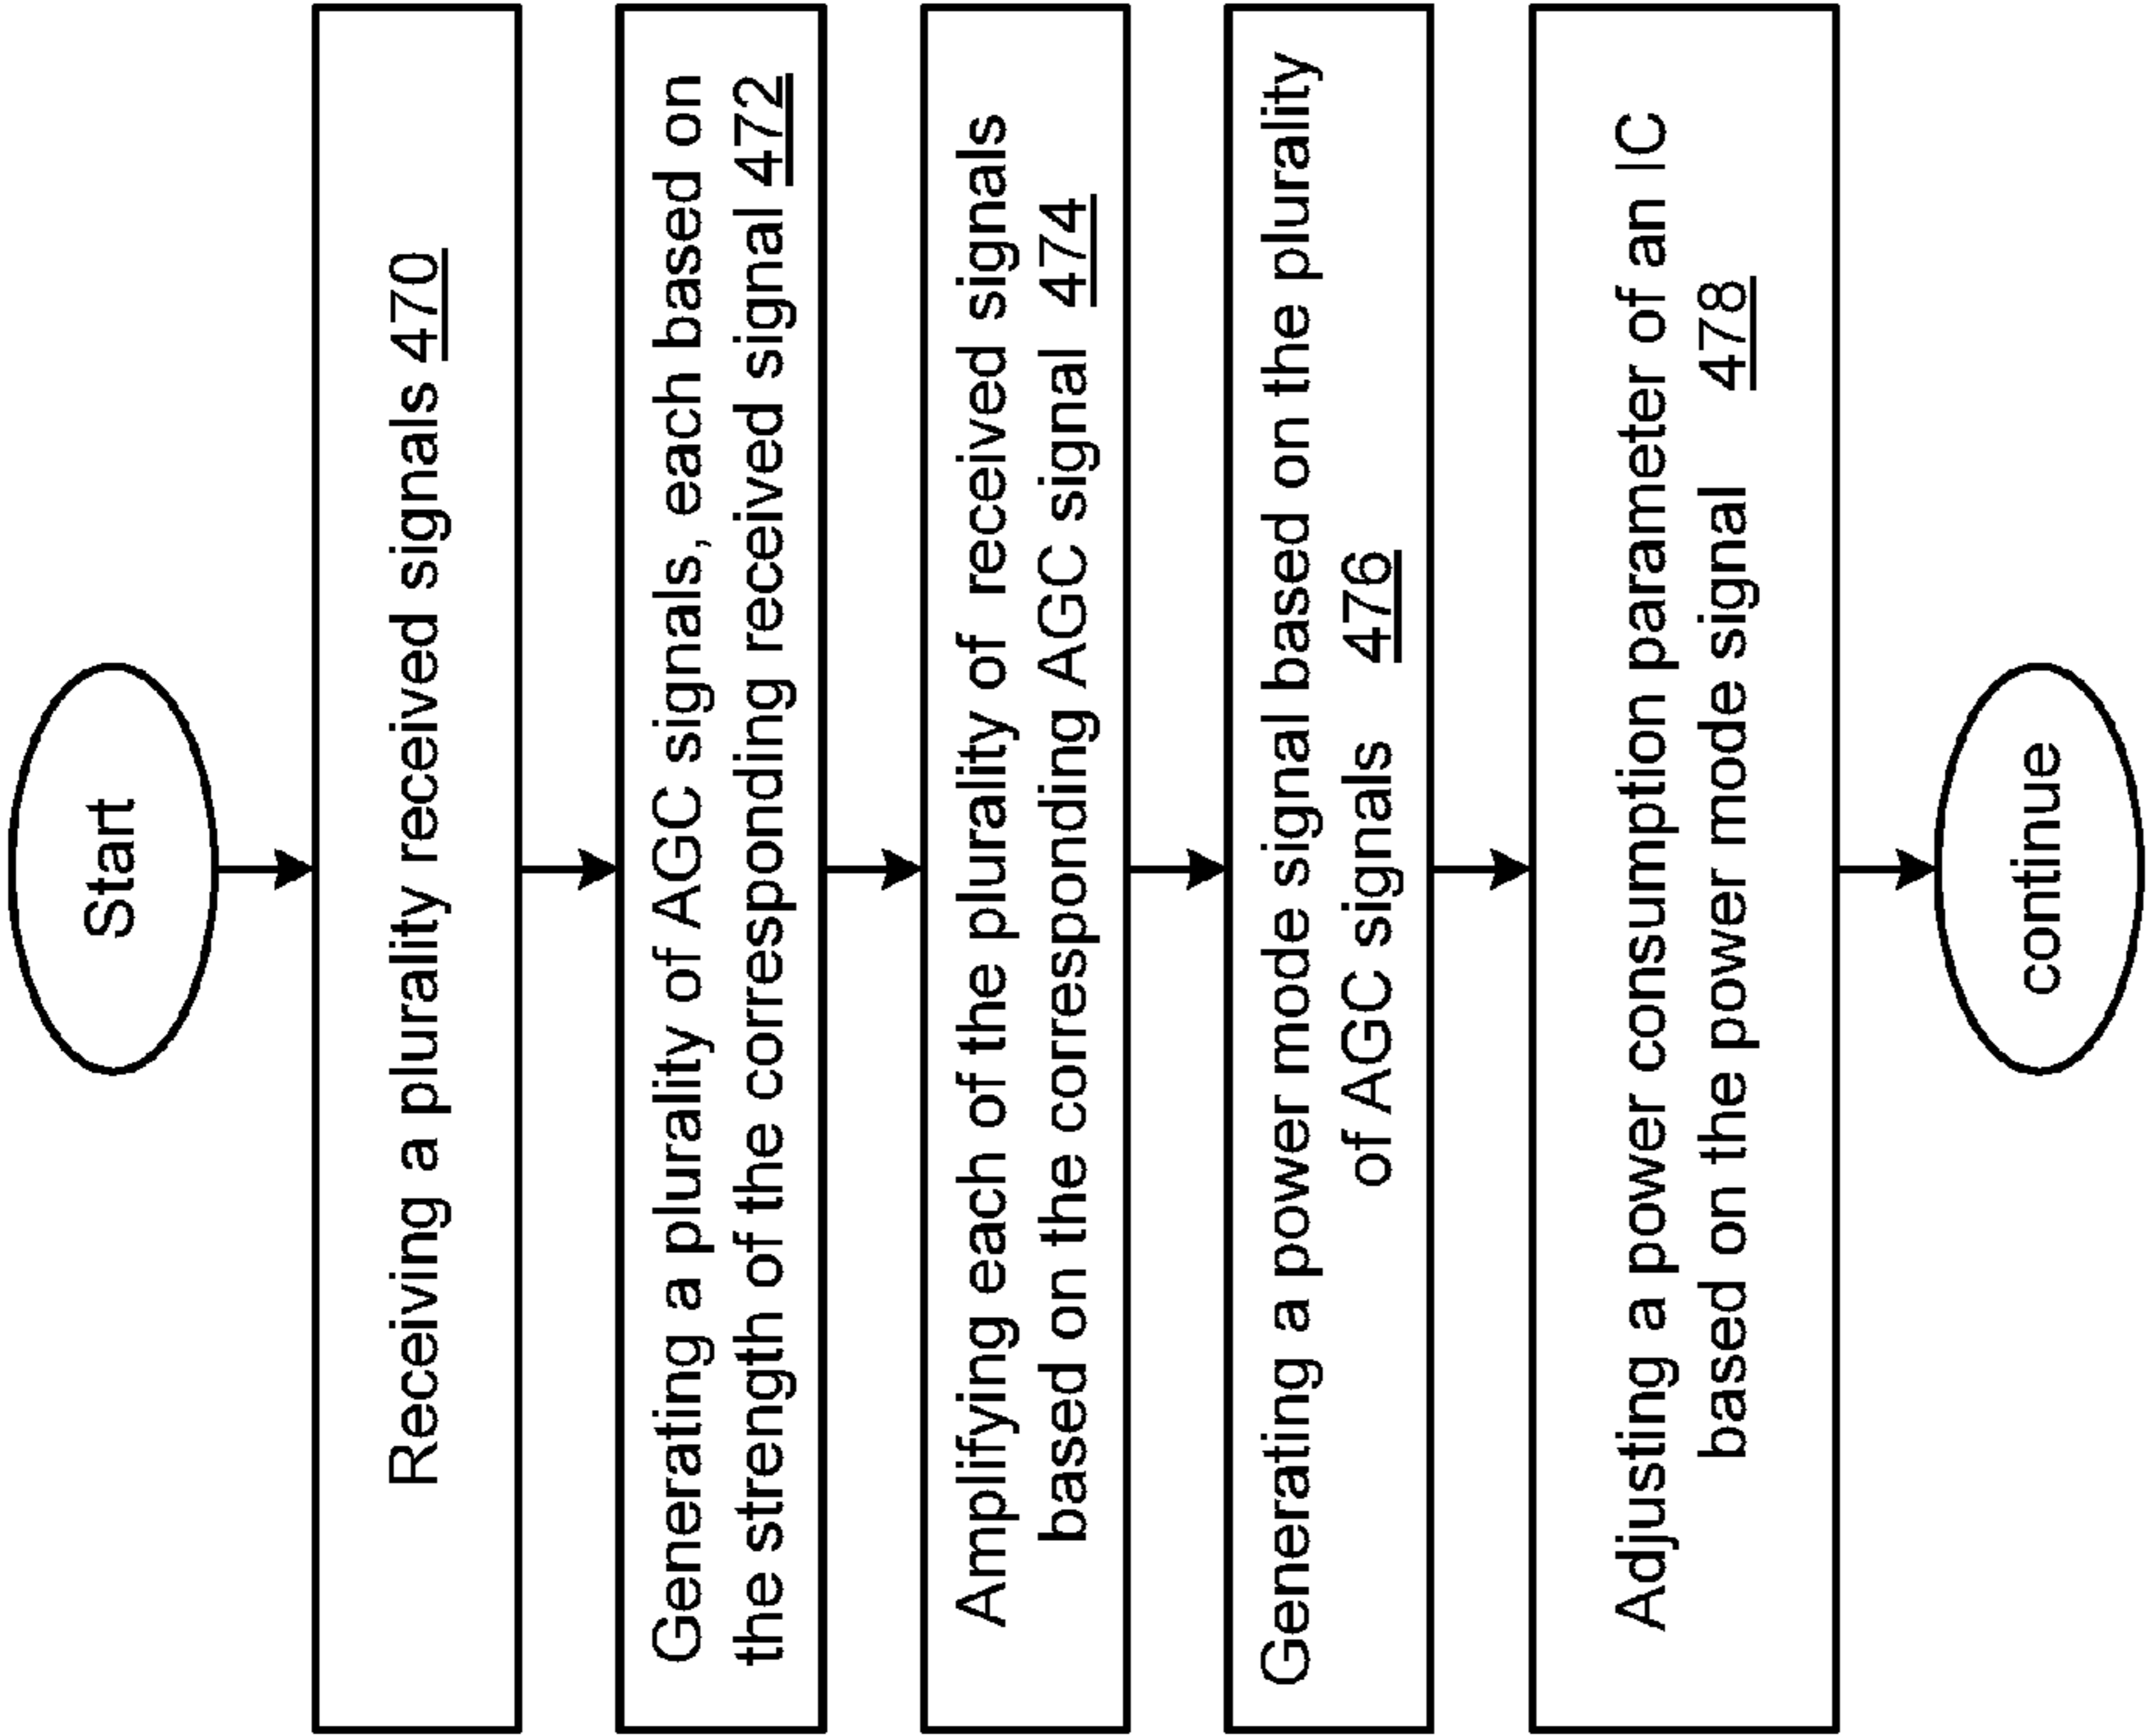 Start
Receiving a plurality received signals 470
Generating a plurality of AGC signals, each based on
the strength of the corresponding received signal 472
Amplifying each of the plurality of received signals
based on the corresponding AGC signal 474
Generating a power mode signal based on the plurality
of AGC signals 476
Adjusting a power consumption parameter of an IC
based on the power mode signal 478
continue